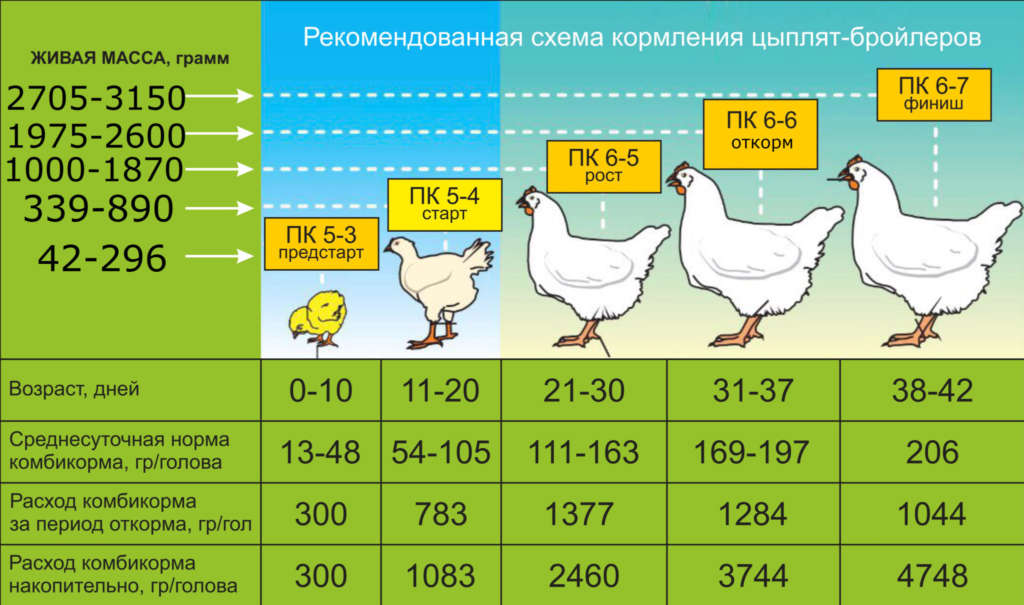 Рекомендованная схема кормления цыплят-бройлеров
ЖИВАЯ МАССА, грамм
2705-3150
1975-2600
1000-1870
339-890
42-296
ПК 6-7
финиш
ПК 6-6
откорм
ПК 6-5
рост
ПК 5-4
старт
ПК 5-3
предстарт
Возраст, дней 0-10 11-20 21-30 31-37 38-42
Среднесуточная норма
комбикорма, гр/голова 13-48 54-105 111-163 169-197 206
Расход комбикорма
за период откорма, гр/гол 300 783 1377 1284 1044
Расход комбикорма
накопительно, гр/голова 300 1083 2460 3744 4748